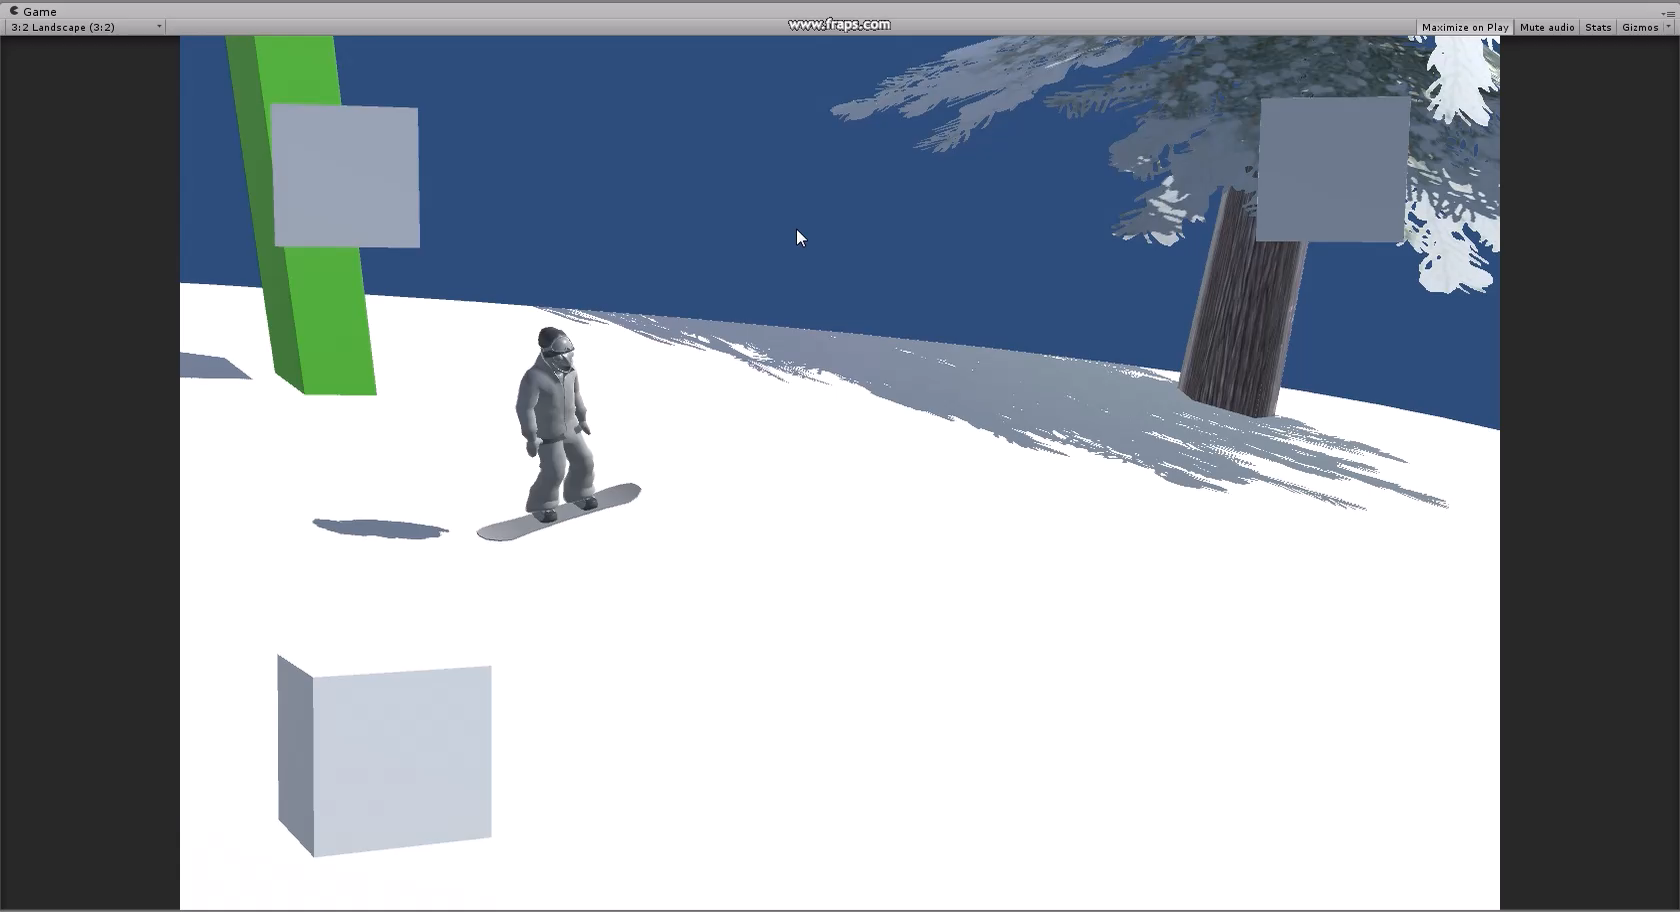 Game
3:2 Landscape (3:2)
www.fraps.com
Maximize on Play
Mute audio
Stats
Gizmos